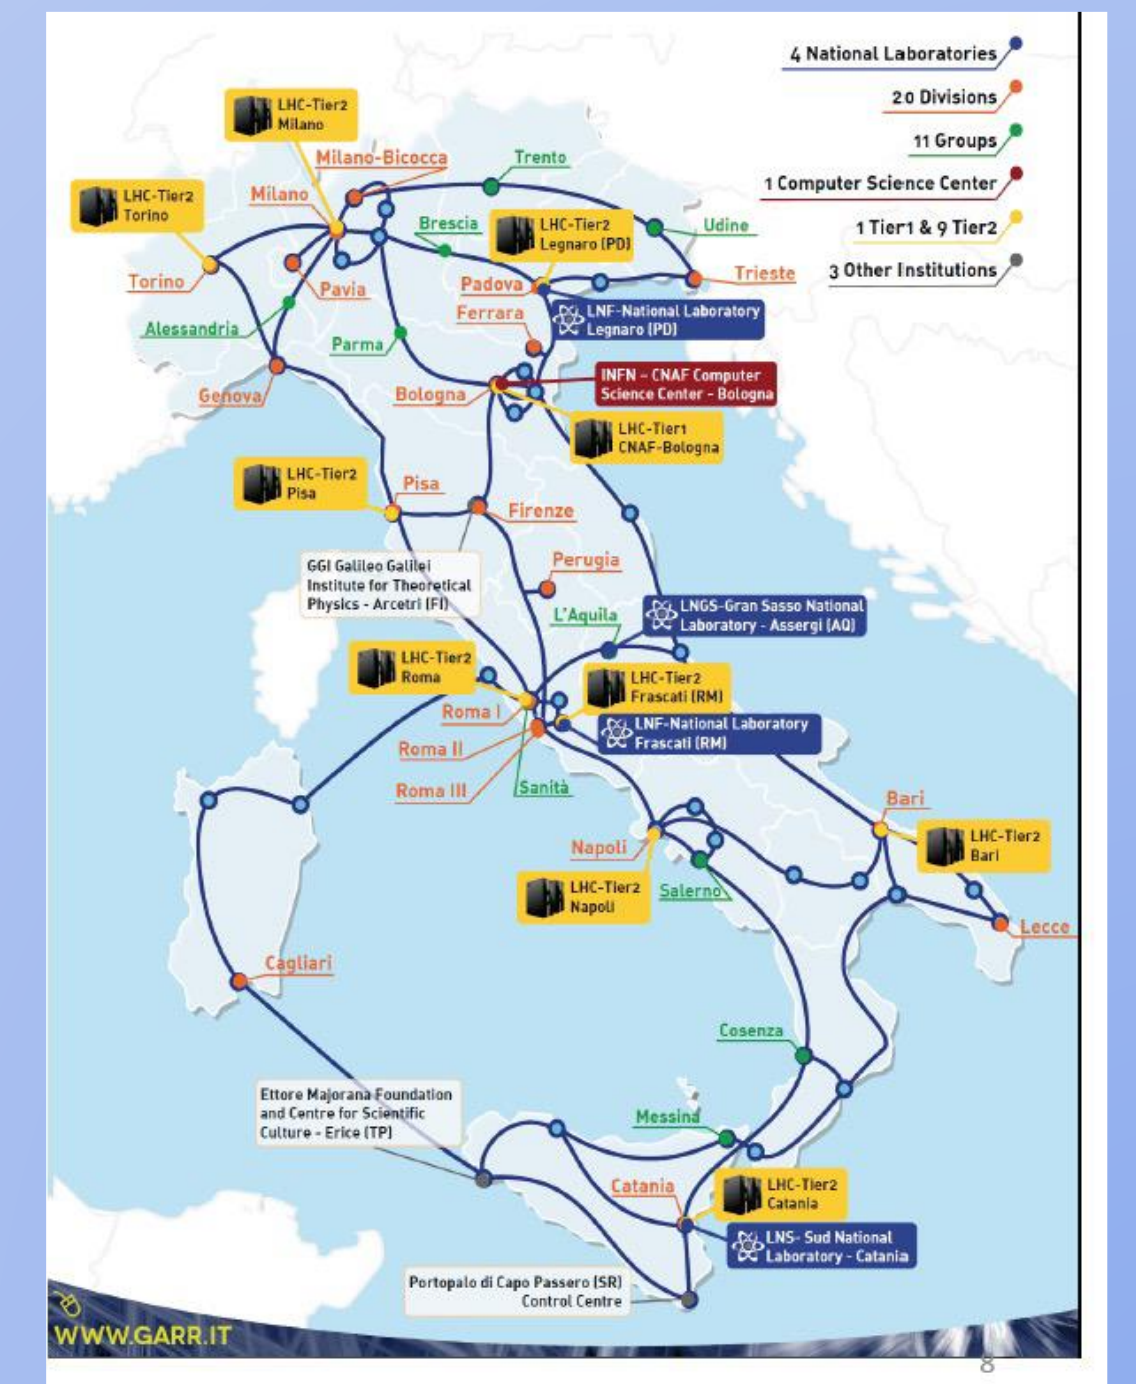 4 National Laboratories
20 Divisions
11 Groups
1 Computer Science Center
1 Tier1 & 9 Tier2
3 Other Institutions
LHC-Tier2
Milano
Milano-Bicocca
Trento
LHC-Tier2
Torino
Milano
Brescia
LHC-Tier2
Legnaro (PD)
Udine
Torino
Pavia
Padova
Trieste
Alessandria
Ferrara
LNF-National Laboratory
Legnaro (PD)
Parma
Genova
Bologna
INFN - CNAF Computer
Science Center - Bologna
LHC-Tier1
CNAF-Bologna
LHC-Tier2
Pisa
Pisa
Firenze
GGI Galileo Galilei
Institute for Theoretical
Physics - Arcetri (FI)
Perugia
L'Aquila
LNGS-Gran Sasso National
Laboratory - Assergi (AQ)
LHC-Tier2
Roma
LHC-Tier2
Frascati (RM)
Roma I
LNF-National Laboratory
Frascati (RM)
Roma II
Roma III
Sanità
Bari
LHC-Tier2
Bari
Napoli
LHC-Tier2
Napoli
Salerno
Lecce
Cagliari
Cosenza
Ettore Majorana Foundation
and Centre for Scientific
Culture - Erice (TP)
Messina
Catania
LHC-Tier2
Catania
LNS- Sud National
Laboratory - Catania
Portopalo di Capo Passero (SR)
Control Centre
WWW.GARR.IT
8